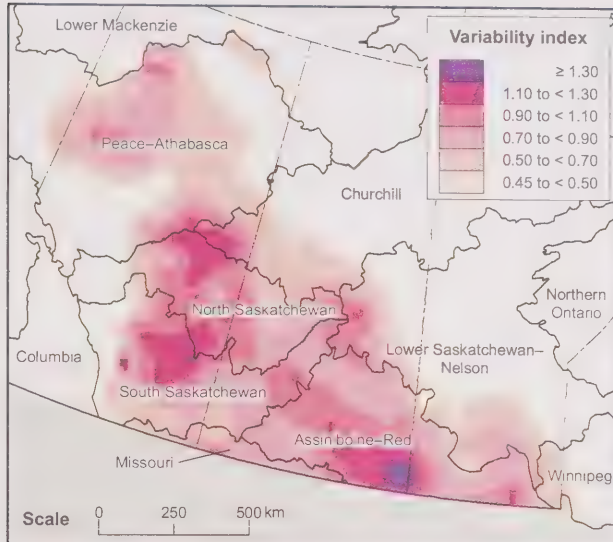 Lower Mackenzie
Variability index
≥ 1.30
1.10 to < 1.30
0.90 to < 1.10
0.70 to < 0.90
0.50 to < 0.70
0.45 to < 0.50
Peace–Athabasca
Churchill
North Saskatchewan
Northern
Ontario
Columbia
Lower Saskatchewan–
Nelson
South Saskatchewan
Assiniboine–Red
Missouri
Winnipeg
Scale
0 250 500 km